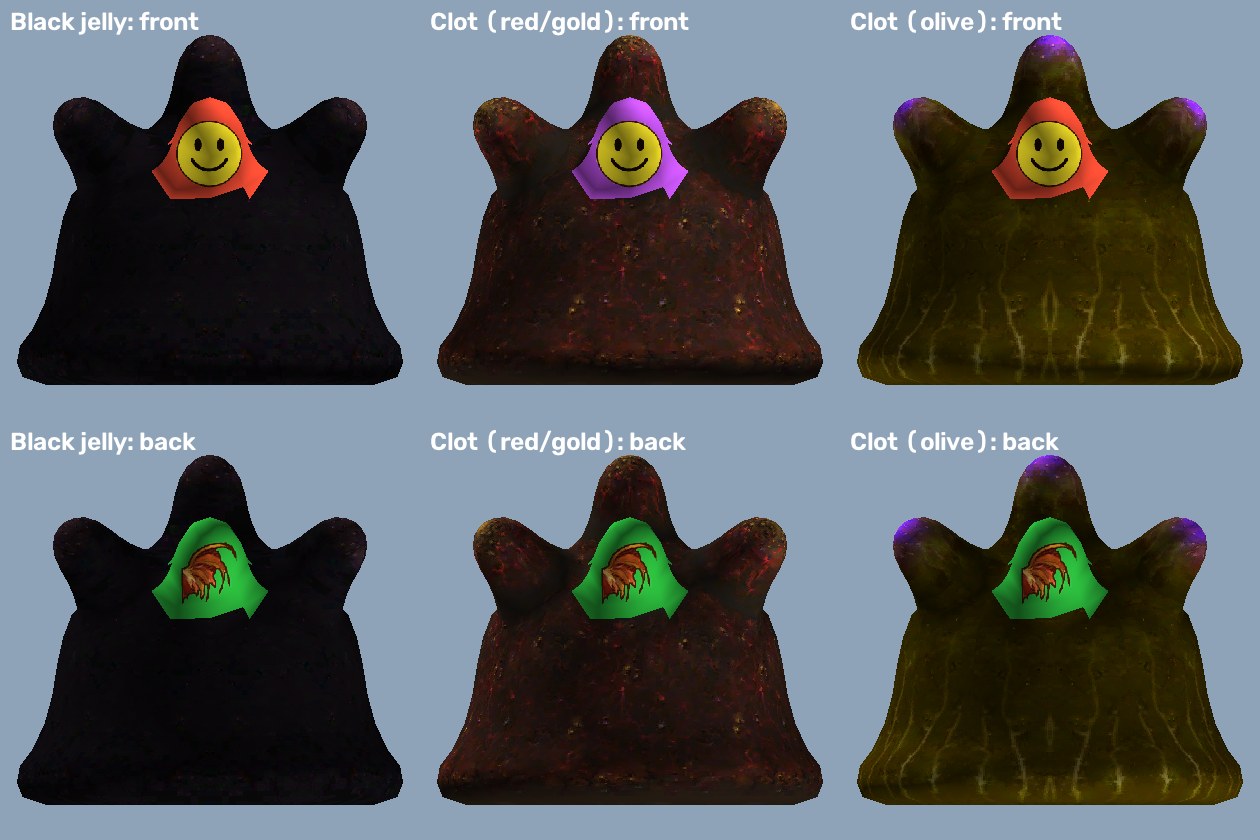 Black jelly: front
Clot (red/gold): front
Clot (olive): front
Black jelly: back
Clot (red/gold): back
Clot (olive): back